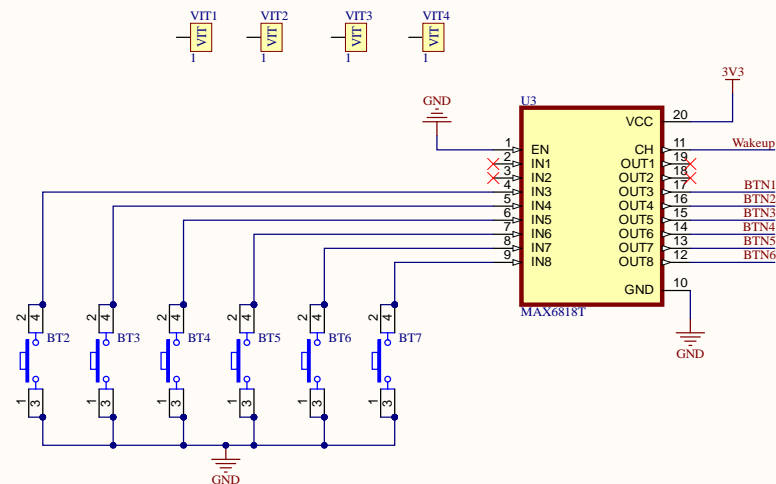 VIT1 VIT2 VIT3 VIT4
VIT VIT VIT VIT
1 1 1 1
3V3
GND U3
VCC 20
1 EN CH 11 Wakeup
2 IN1 OUT1 19
3 IN2 OUT2 18
4 IN3 OUT3 17 BTN1
5 IN4 OUT4 16 BTN2
6 IN5 OUT5 15 BTN3
7 IN6 OUT6 14 BTN4
8 IN7 OUT7 13 BTN5
9 IN8 OUT8 12 BTN6
GND 10
MAX6818T
GND
2 4 2 4 2 4 2 4 2 4 2 4
BT2 BT3 BT4 BT5 BT6 BT7
1 3 1 3 1 3 1 3 1 3 1 3
GND